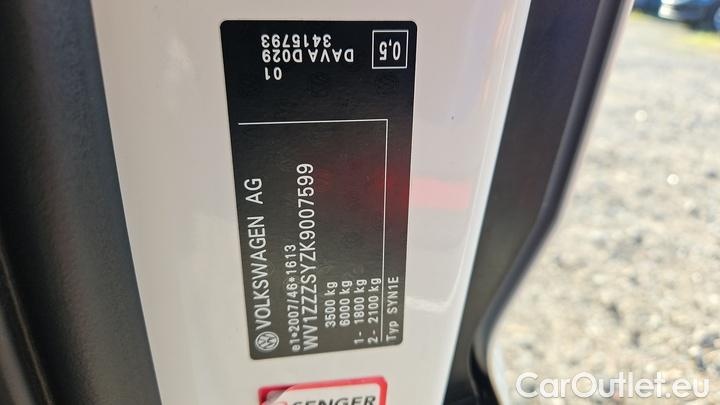 VOLKSWAGEN AG
e1*2007/46*1613
WV1ZZZSYZK9007599
3500 kg
6000 kg
1- 1800 kg
2- 2100 kg
Typ SYN1E
01
DAVA D029
3415793
0,5
SENGER
CarOutlet.eu